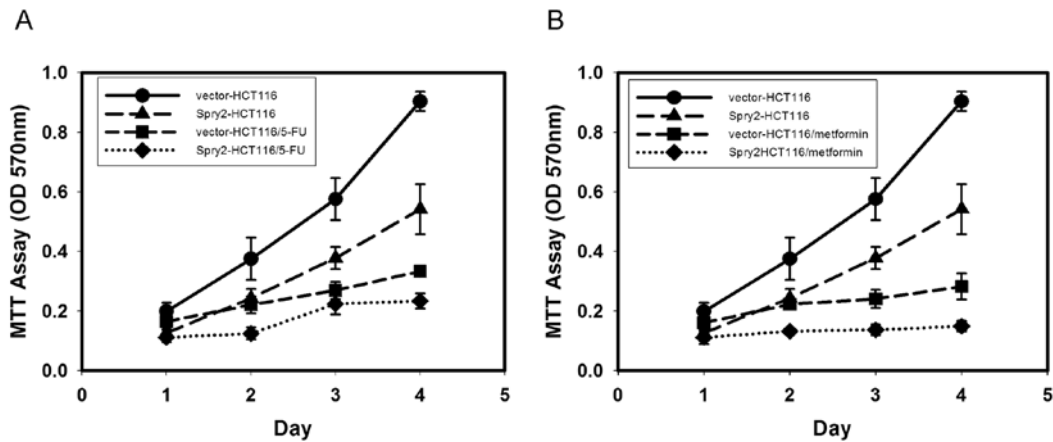 A
MTT Assay (OD 570nm)
1.0
0.8
0.6
0.4
0.2
0.0
vector-HCT116
Spry2-HCT116
vector-HCT116/5-FU
Spry2-HCT116/5-FU
0 1 2 3 4 5
Day
B
MTT Assay (OD 570nm)
1.0
0.8
0.6
0.4
0.2
0.0
vector-HCT116
Spry2-HCT116
vector-HCT116/metformin
Spry2HCT116/metformin
0 1 2 3 4 5
Day